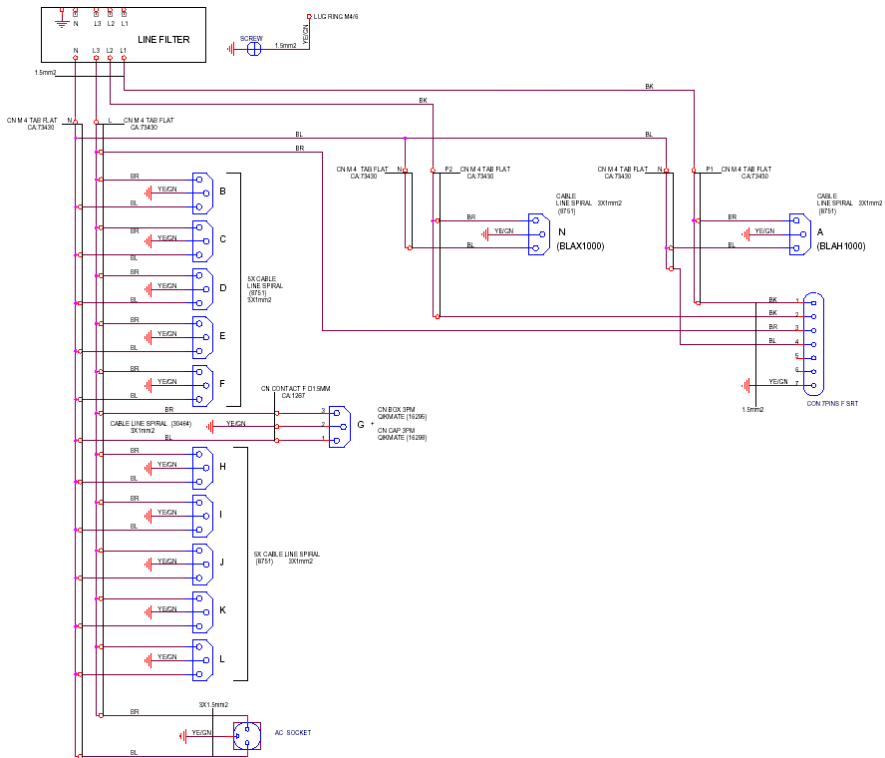 N L3 L2 L1
LINE FILTER
N L3 L2 L1
1.5mm2
SCREW
1.5mm2
YE/GN
LUG RING M4/6
BK
BK
CN M 4 TAB FLAT
CA:73430
N
L
CN M 4 TAB FLAT
CA:73430
BL
BL
BR
CN M 4 TAB FLAT
CA:73430
N
P2
CN M 4 TAB FLAT
CA:73430
CN M 4 TAB FLAT
CA:73430
N
P1
CN M 4 TAB FLAT
CA:73430
BR
YE/GN
BL
B
BR
YE/GN
BL
C
BR
YE/GN
BL
D
BR
YE/GN
BL
E
BR
YE/GN
BL
F
5X CABLE
LINE SPIRAL
(8751)
3X1mm2
CABLE
LINE SPIRAL 3X1mm2
(8751)
BR
YE/GN
BL
N
(BLAX1000)
CABLE
LINE SPIRAL 3X1mm2
(8751)
BR
YE/GN
BL
A
(BLAH1000)
BK 1
BK 2
BR 3
BL 4
5
6
YE/GN 7
1.5mm2
CON 7PINS F SRT
CN CONTACT F D1.5MM
CA:1267
BR 3
CABLE LINE SPIRAL (30464)
3X1mm2
YE/GN 2
BL 1
G +
CN BOX 3PM
QIKMATE (16295)
CN CAP 3PM
QIKMATE (16298)
BR
YE/GN
BL
H
BR
YE/GN
BL
I
BR
YE/GN
BL
J
BR
YE/GN
BL
K
BR
YE/GN
BL
L
5X CABLE LINE SPIRAL
(8751) 3X1mm2
3X1.5mm2
BR
YE/GN
BL
AC SOCKET